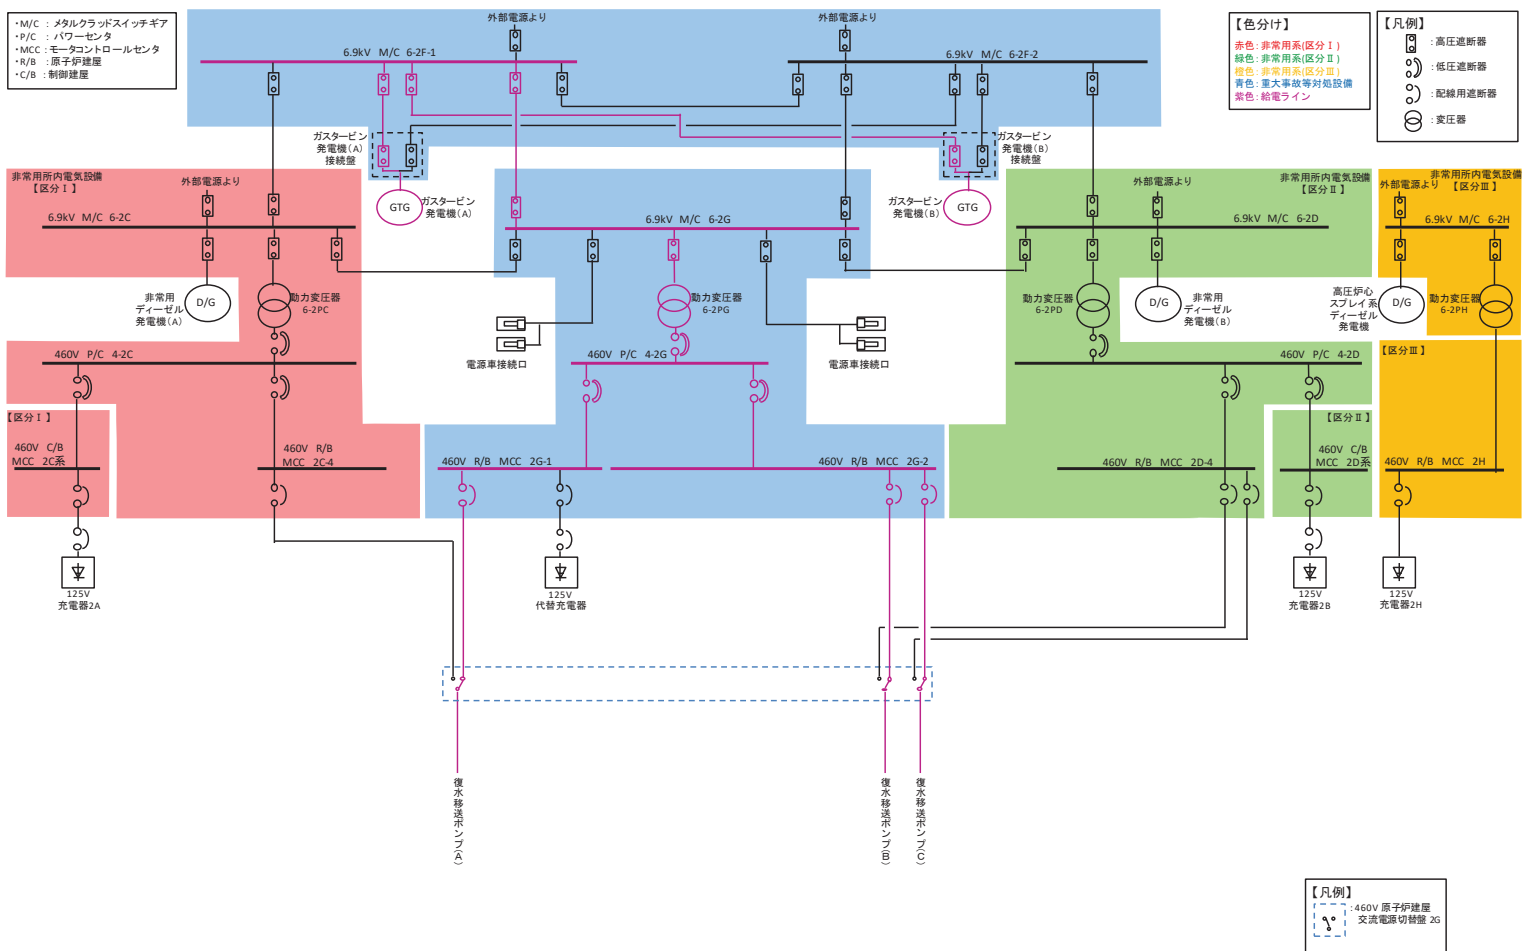 ・M/C : メタルクラッドスイッチギア
・P/C : パワーセンタ
・MCC : モータコントロールセンタ
・R/B : 原子炉建屋
・C/B : 制御建屋
外部電源より
外部電源より
6.9kV M/C 6-2F-1
6.9kV M/C 6-2F-2
【色分け】
赤色:非常用系(区分Ⅰ)
緑色:非常用系(区分Ⅱ)
橙色:非常用系(区分Ⅲ)
青色:重大事故等対処設備
紫色:給電ライン
【凡例】
:高圧遮断器
:低圧遮断器
:配線用遮断器
:変圧器
ガスタービン
発電機(A)
接続盤
ガスタービン
発電機(B)
接続盤
GTG
ガスタービン
発電機(A)
ガスタービン
発電機(B)
GTG
非常用所内電気設備
【区分Ⅰ】
外部電源より
6.9kV M/C 6-2C
6.9kV M/C 6-2G
非常用所内電気設備
【区分Ⅱ】
外部電源より
6.9kV M/C 6-2D
非常用所内電気設備
【区分Ⅲ】
外部電源より
6.9kV M/C 6-2H
非常用
ディーゼル
発電機(A)
D/G
動力変圧器
6-2PC
動力変圧器
6-2PG
動力変圧器
6-2PD
D/G
非常用
ディーゼル
発電機(B)
高圧炉心
スプレイ系
ディーゼル
発電機
D/G
動力変圧器
6-2PH
電源車接続口
電源車接続口
460V P/C 4-2C
460V P/C 4-2G
460V P/C 4-2D
【区分Ⅲ】
【区分Ⅰ】
【区分Ⅱ】
460V C/B
MCC 2C系
460V R/B
MCC 2C-4
460V R/B MCC 2G-1
460V R/B MCC 2G-2
460V R/B MCC 2D-4
460V C/B
MCC 2D系
460V R/B MCC 2H
125V
充電器2A
125V
代替充電器
125V
充電器2B
125V
充電器2H
復水移送ポンプ(A)
復水移送ポンプ(B)
復水移送ポンプ(C)
【凡例】
:460V 原子炉建屋
交流電源切替盤 2G